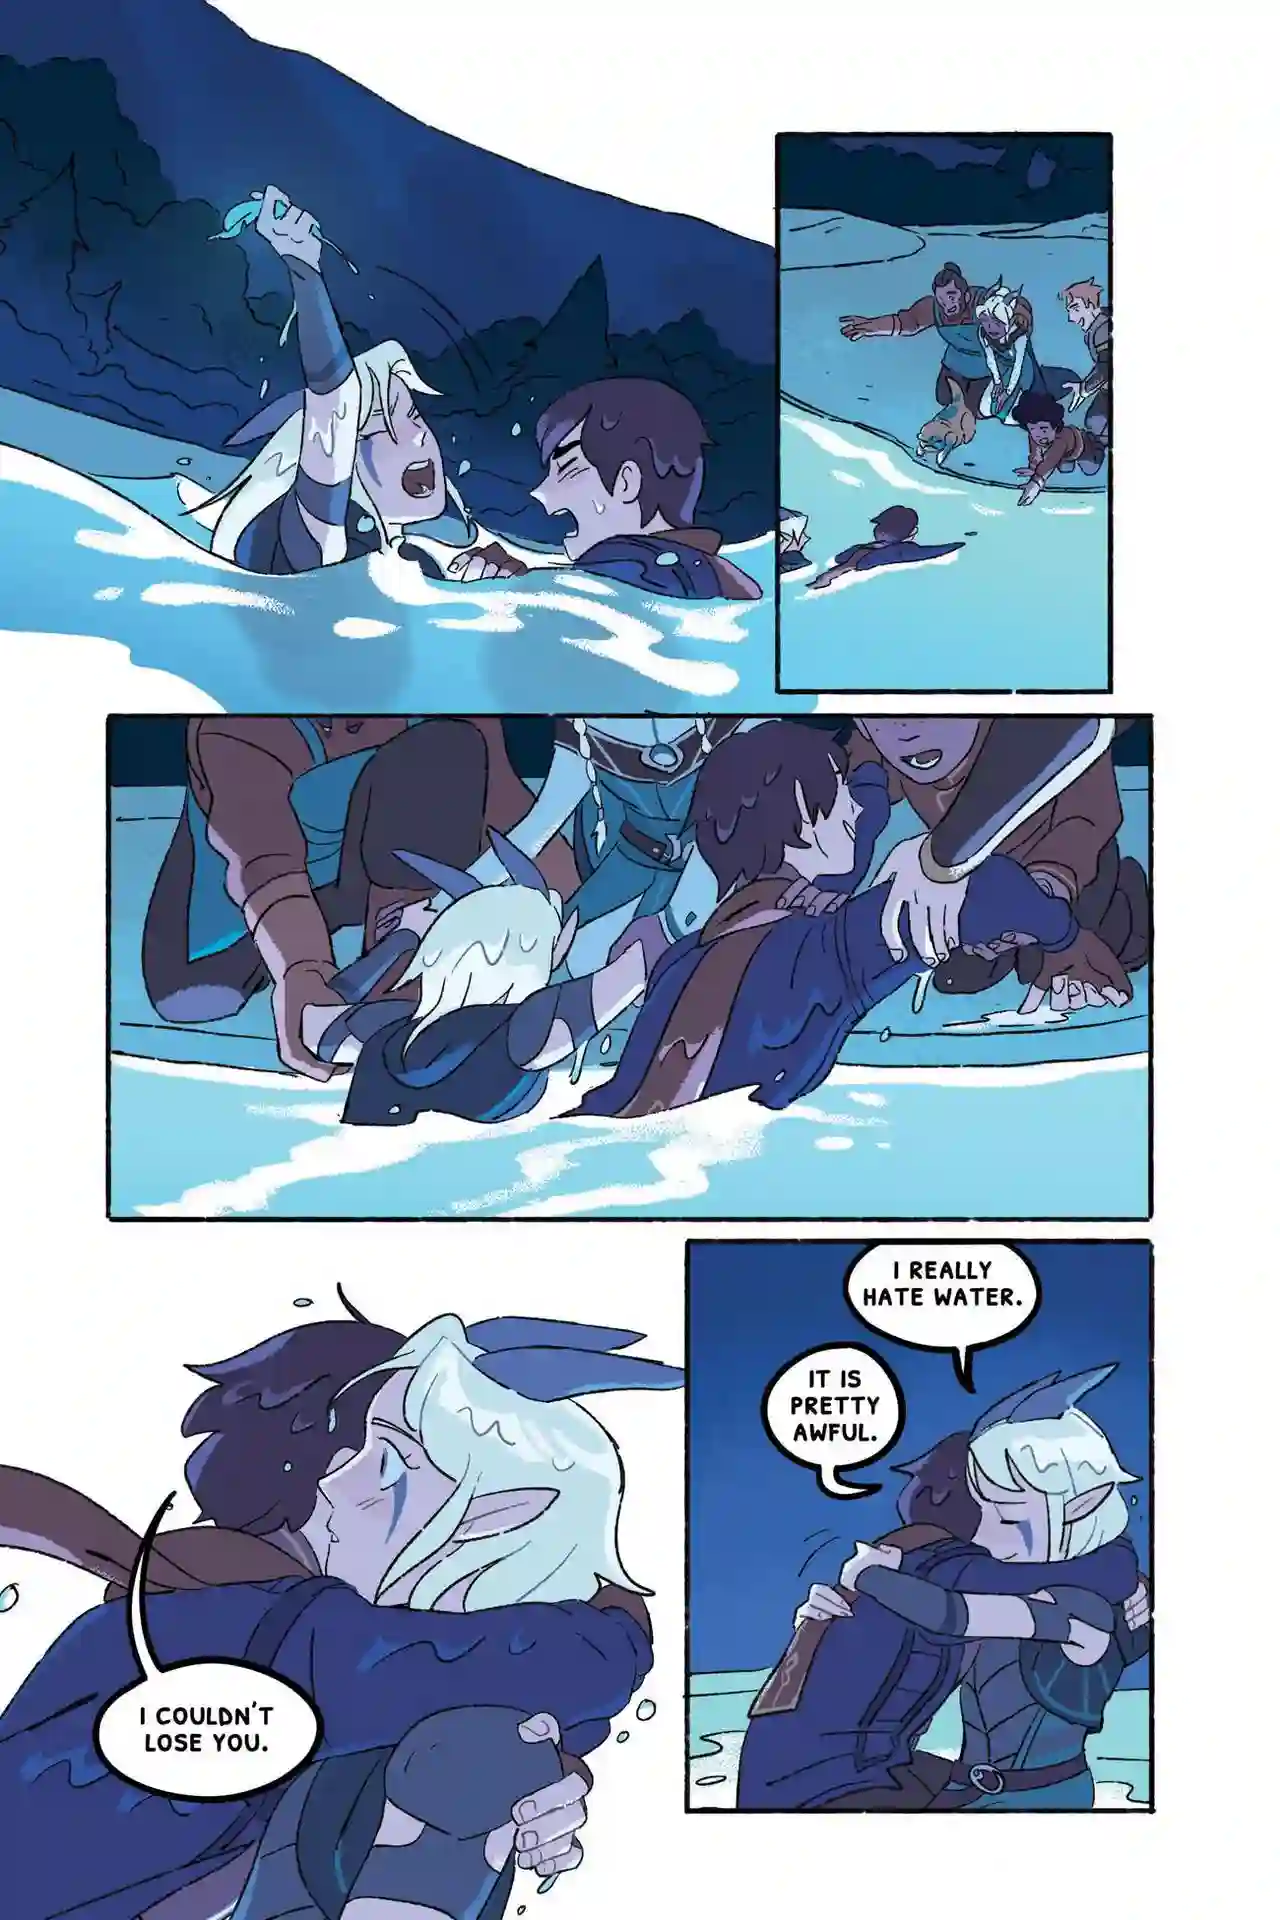 I COULDN'T
LOSE YOU.
I REALLY
HATE WATER.
IT IS
PRETTY
AWFUL.